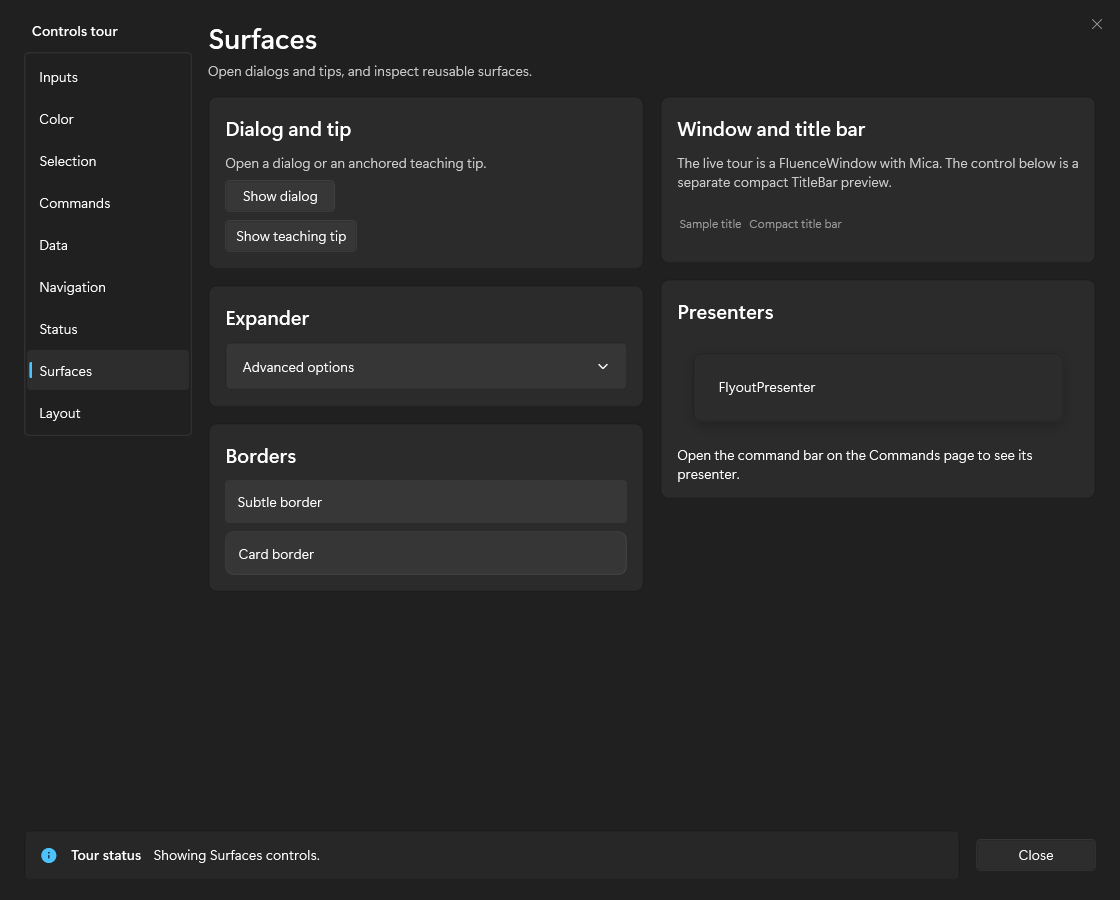 Controls tour
Inputs
Color
Selection
Commands
Data
Navigation
Status
Surfaces
Layout
Surfaces
Open dialogs and tips, and inspect reusable surfaces.
Dialog and tip
Open a dialog or an anchored teaching tip.
Show dialog
Show teaching tip
Expander
Advanced options
Borders
Subtle border
Card border
Window and title bar
The live tour is a FluenceWindow with Mica. The control below is a
separate compact TitleBar preview.
Sample title Compact title bar
Presenters
FlyoutPresenter
Open the command bar on the Commands page to see its
presenter.
Tour status Showing Surfaces controls.
Close